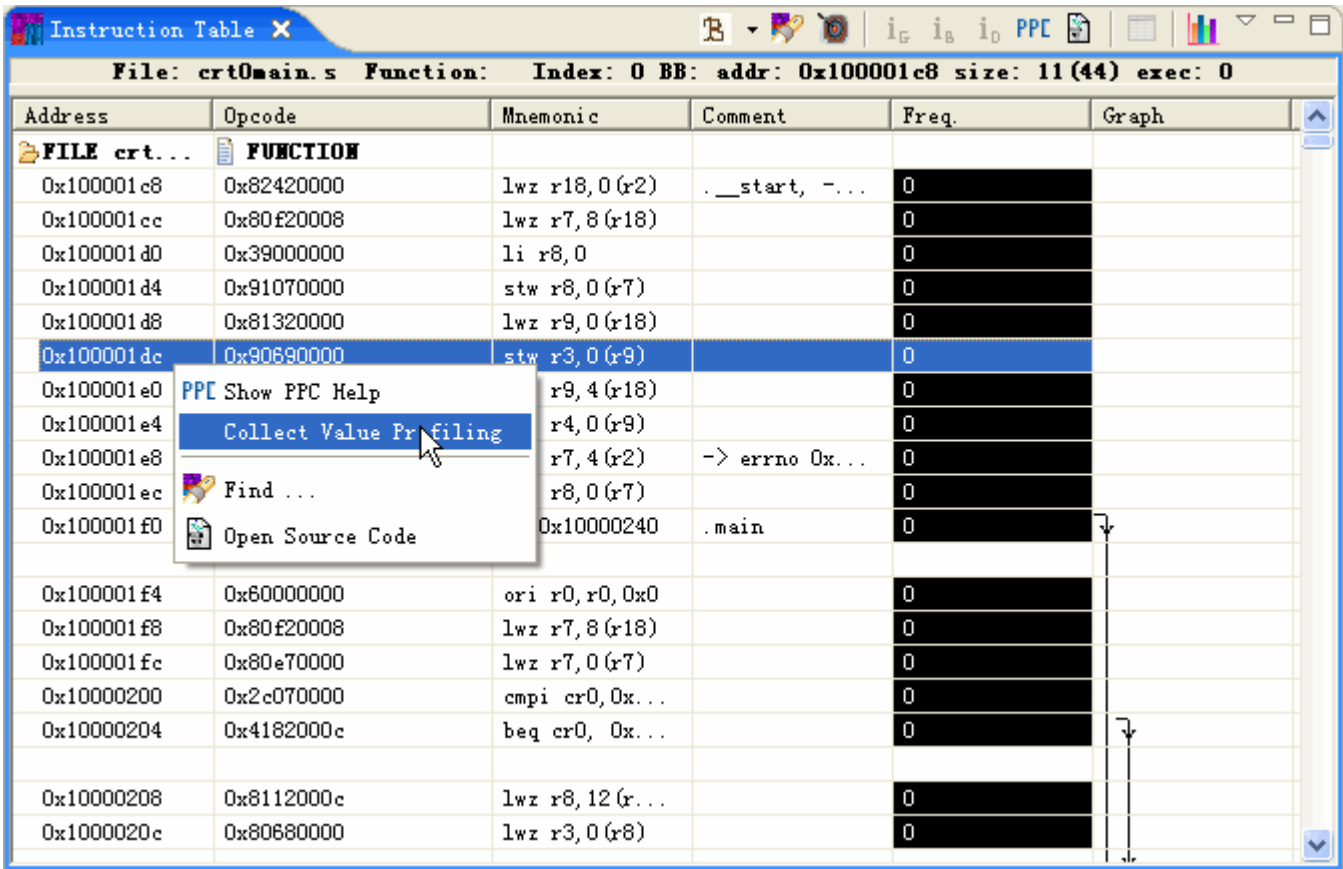 Instruction Table
iG iB iD PPC
File: crt0main.s Function: Index: 0 BB: addr: 0x100001c8 size: 11(44) exec: 0
Address Opcode Mnemonic Comment Freq. Graph
FILE crt... FUNCTION
0x100001c8 0x82420000 lwz r18,0(r2) .__start, -... 0
0x100001cc 0x80f20008 lwz r7,8(r18) 0
0x100001d0 0x39000000 li r8,0 0
0x100001d4 0x91070000 stw r8,0(r7) 0
0x100001d8 0x81320000 lwz r9,0(r18) 0
0x100001dc 0x90690000 stw r3,0(r9) 0
0x100001e0 PPC Show PPC Help r9,4(r18) 0
0x100001e4 Collect Value Profiling r4,0(r9) 0
0x100001e8 r7,4(r2) -> errno 0x... 0
0x100001ec Find ... r8,0(r7) 0
0x100001f0 Open Source Code 0x10000240 .main 0
0x100001f4 0x60000000 ori r0,r0,0x0 0
0x100001f8 0x80f20008 lwz r7,8(r18) 0
0x100001fc 0x80e70000 lwz r7,0(r7) 0
0x10000200 0x2c070000 cmpi cr0,0x... 0
0x10000204 0x4182000c beq cr0, 0x... 0
0x10000208 0x8112000c lwz r8,12(r... 0
0x1000020c 0x80680000 lwz r3,0(r8) 0